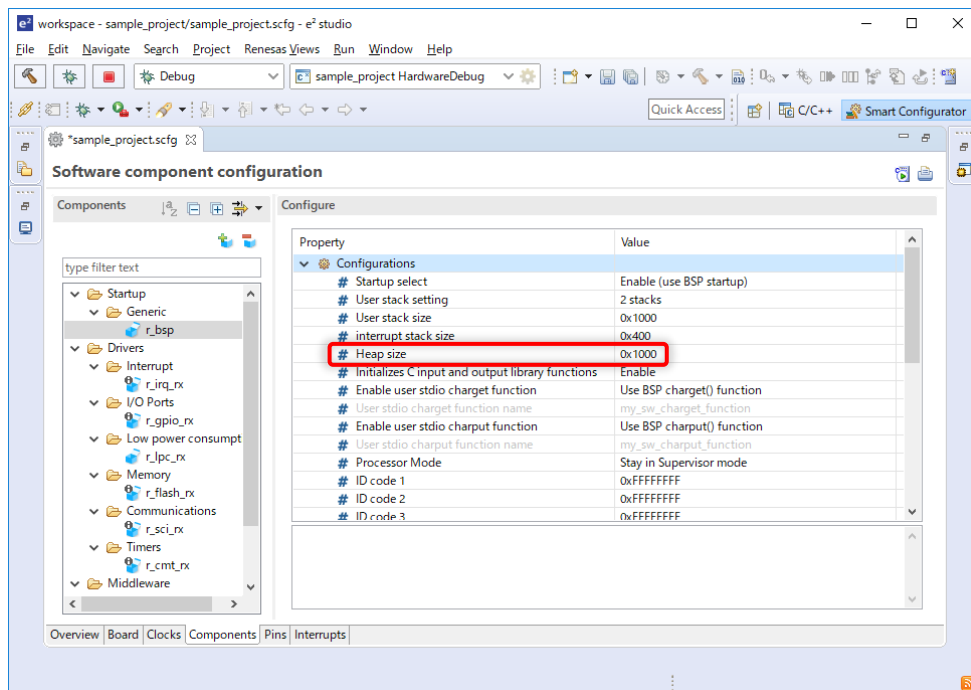 workspace - sample_project/sample_project.scfg - e² studio
File Edit Navigate Search Project Renesas Views Run Window Help
Debug sample_project HardwareDebug
Quick Access C/C++ Smart Configurator
*sample_project.scfg
Software component configuration
Components Configure
type filter text
Startup
Generic
r_bsp
Drivers
Interrupt
r_irq_rx
I/O Ports
r_gpio_rx
Low power consumpt
r_lpc_rx
Memory
r_flash_rx
Communications
r_sci_rx
Timers
r_cmt_rx
Middleware
Property Value
Configurations
# Startup select Enable (use BSP startup)
# User stack setting 2 stacks
# User stack size 0x1000
# interrupt stack size 0x400
# Heap size 0x1000
# Initializes C input and output library functions Enable
# Enable user stdio charget function Use BSP charget() function
# User stdio charget function name my_sw_charget_function
# Enable user stdio charput function Use BSP charput() function
# User stdio charput function name my_sw_charput_function
# Processor Mode Stay in Supervisor mode
# ID code 1 0xFFFFFFFF
# ID code 2 0xFFFFFFFF
# ID code 3 0xFFFFFFFF
Overview Board Clocks Components Pins Interrupts